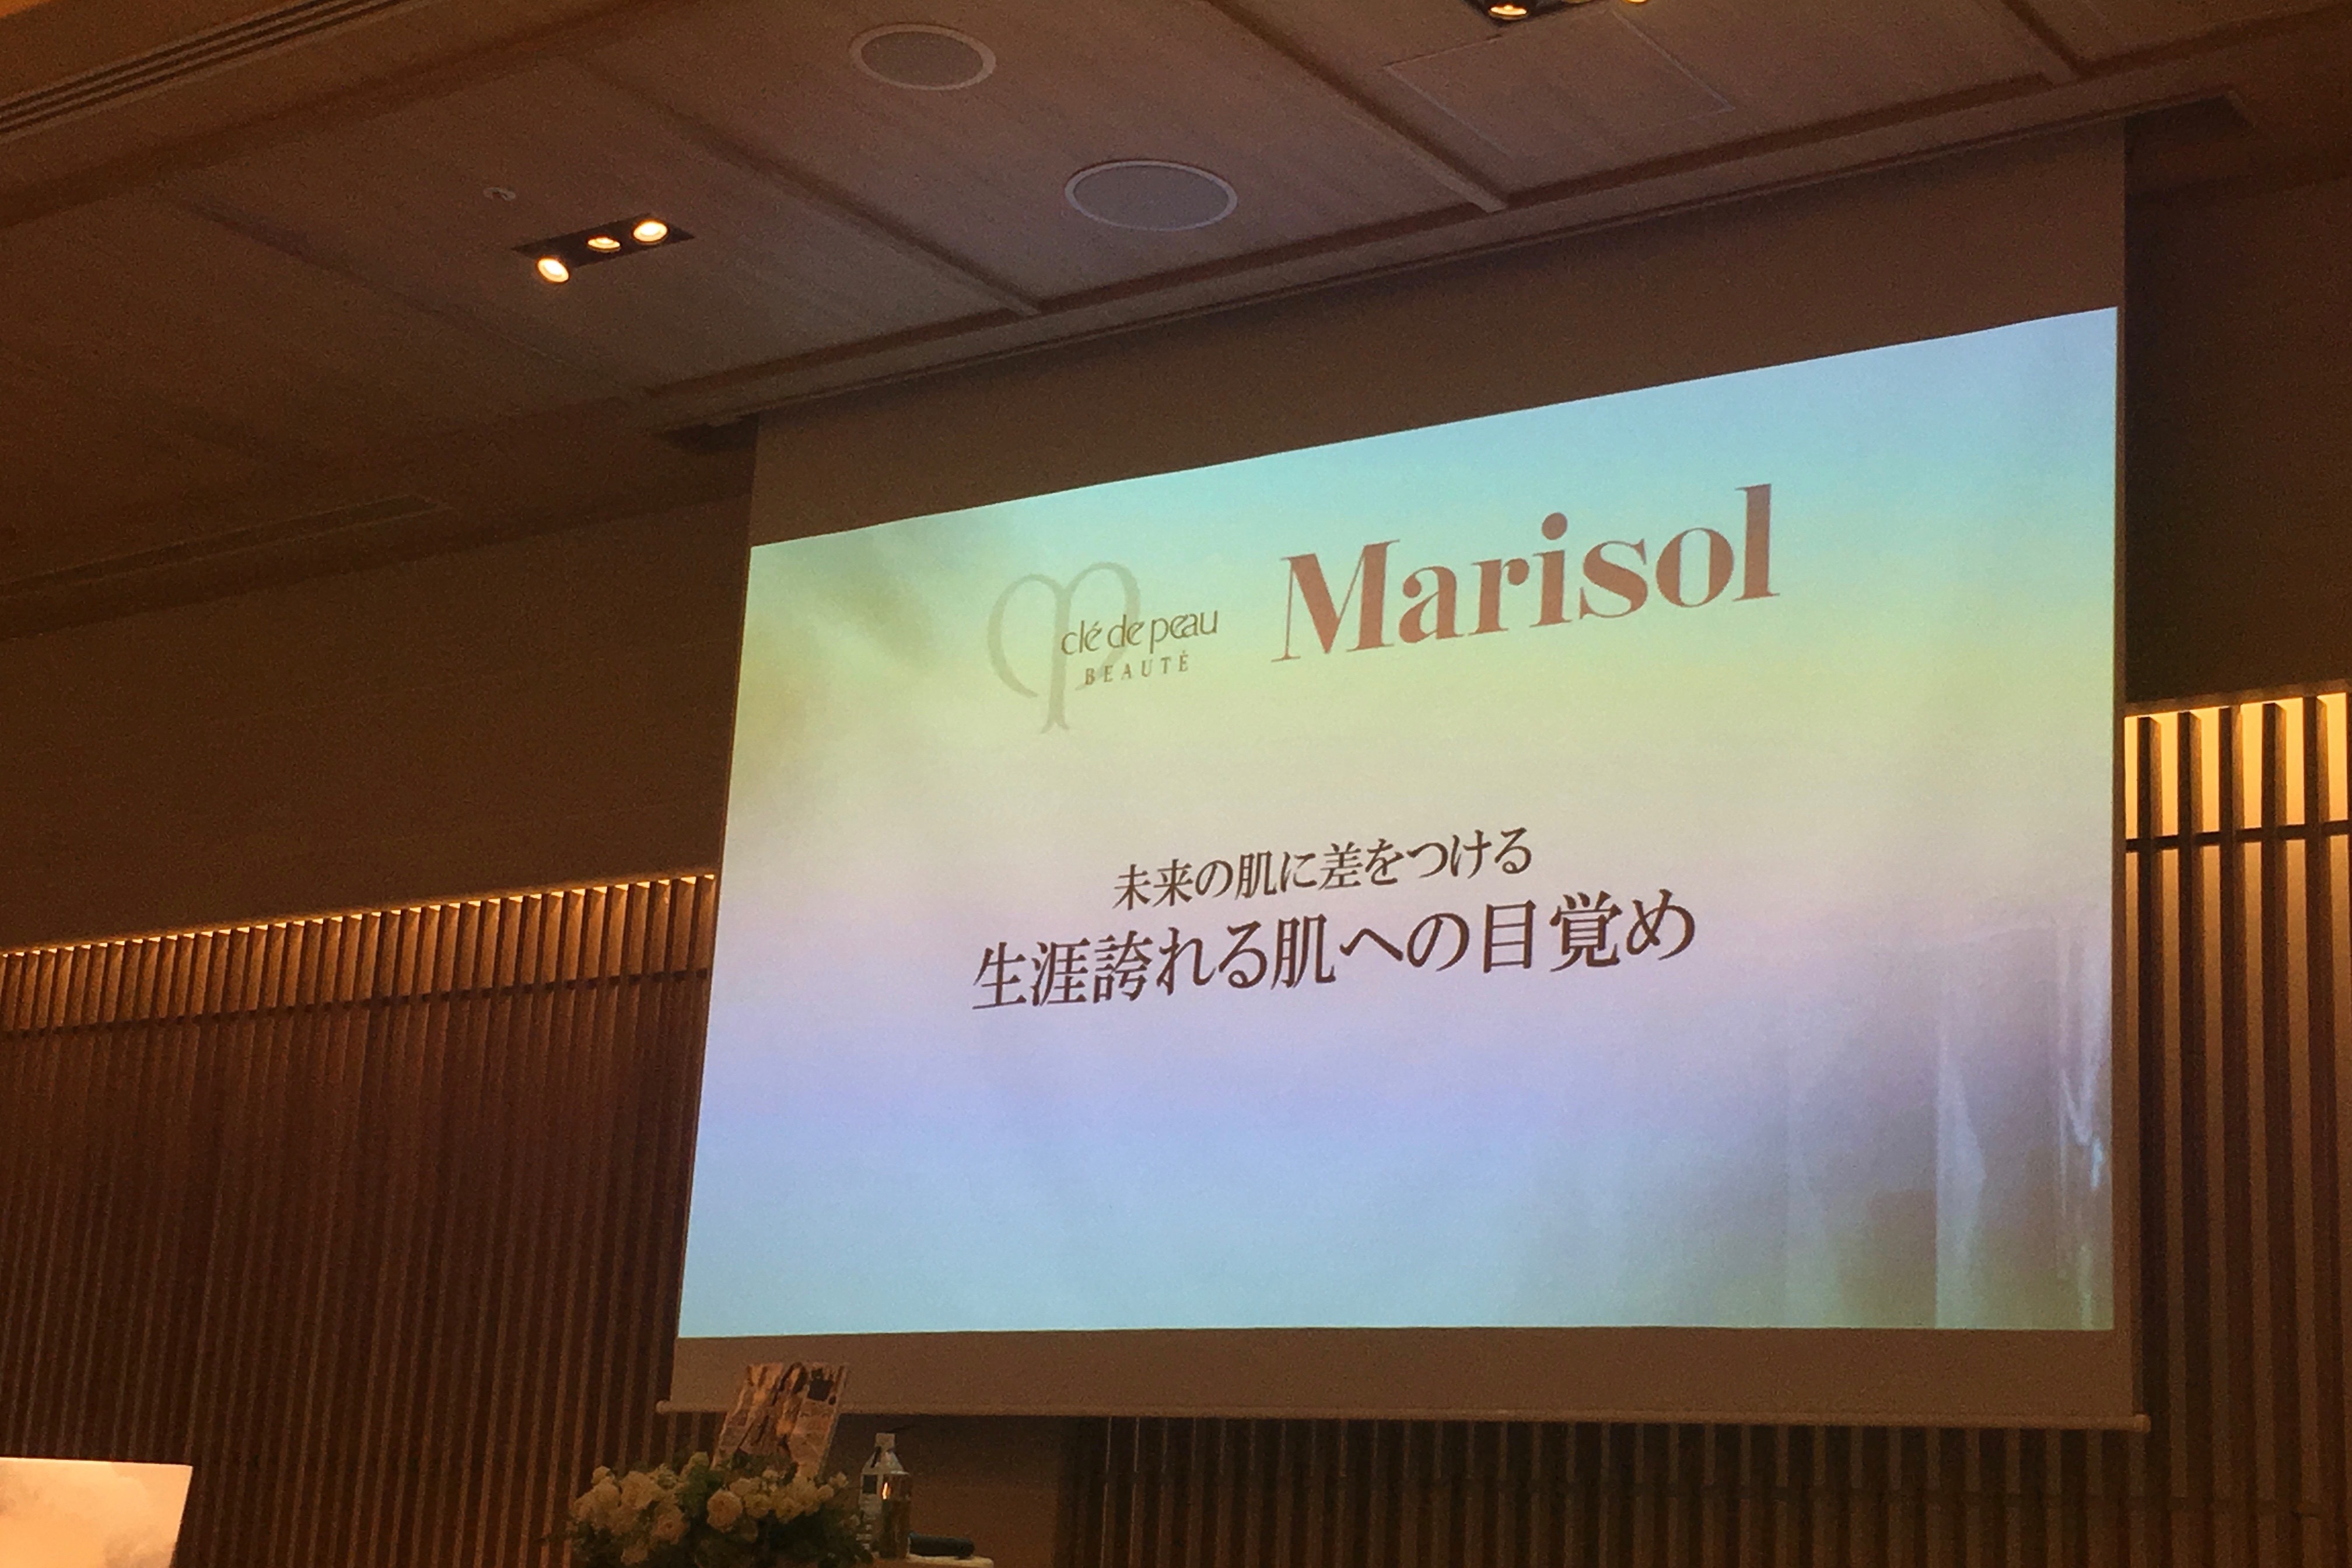 clé de peau
BEAUTÉ
Marisol
未来の肌に差をつける
生涯誇れる肌への目覚め